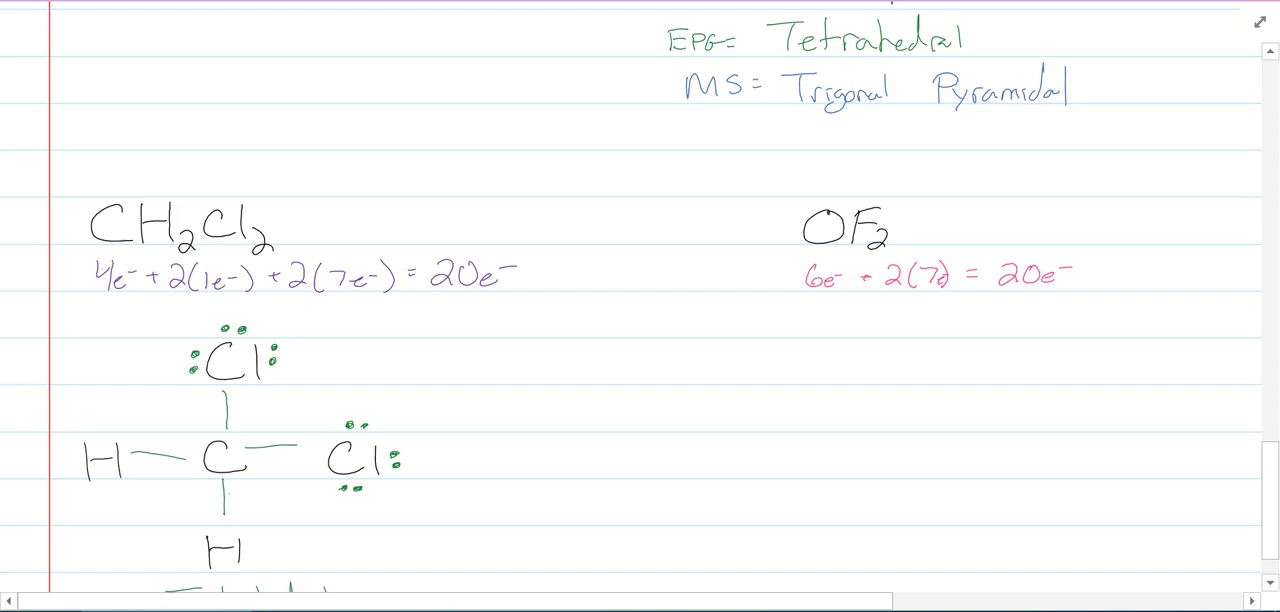 EPG= Tetrahedral
MS= Trigonal Pyramidal
CH2Cl2
4e- + 2(1e-) + 2(7e-) = 20e-
OF2
6e- + 2(7e) = 20e-
Cl
H C Cl
H